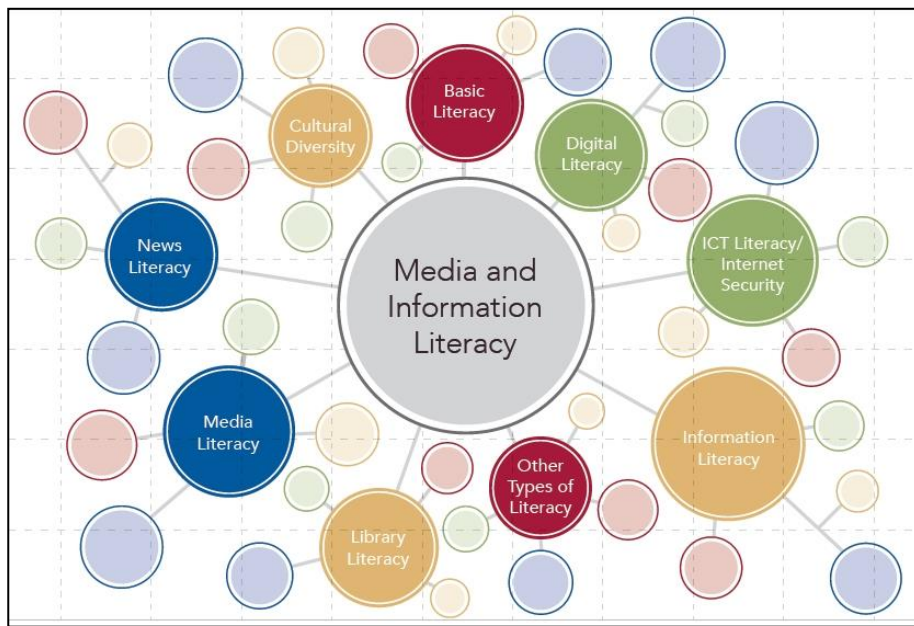 Basic
Literacy
Cultural
Diversity
Digital
Literacy
News
Literacy
ICT Literacy/
Internet
Security
Media and
Information
Literacy
Media
Literacy
Information
Literacy
Other
Types of
Literacy
Library
Literacy